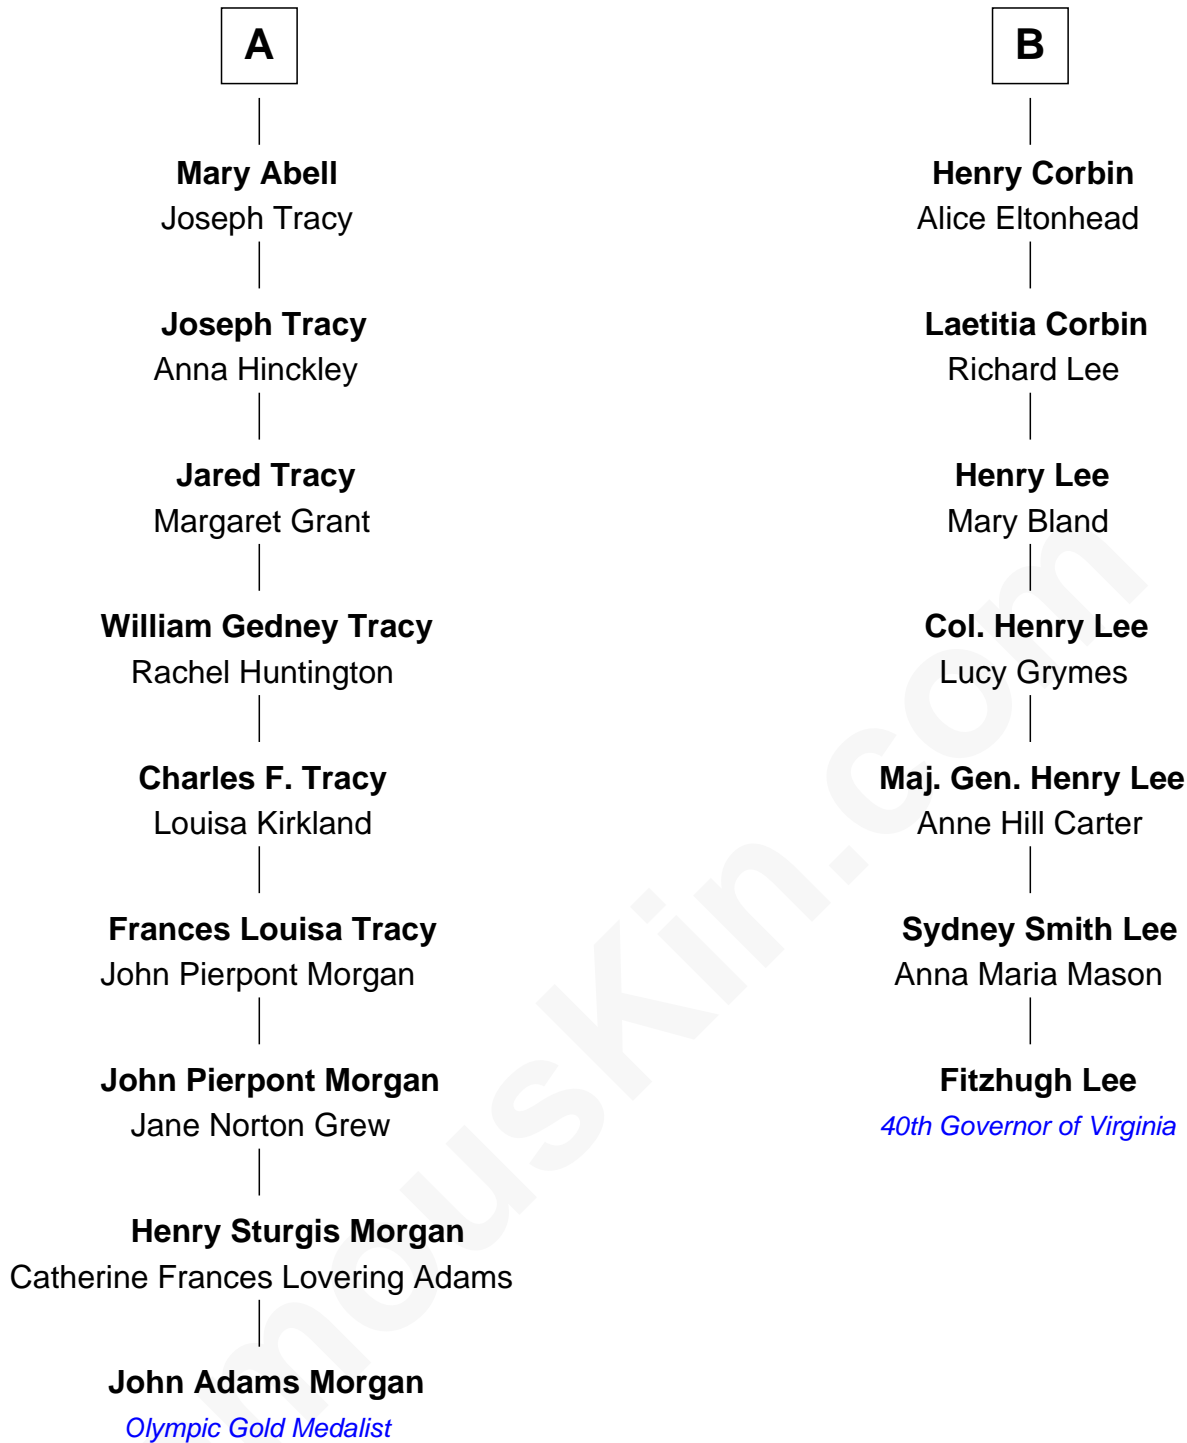 A
Mary Abell
Joseph Tracy
Joseph Tracy
Anna Hinckley
Jared Tracy
Margaret Grant
William Gedney Tracy
Rachel Huntington
Charles F. Tracy
Louisa Kirkland
Frances Louisa Tracy
John Pierpont Morgan
John Pierpont Morgan
Jane Norton Grew
Henry Sturgis Morgan
Catherine Frances Lovering Adams
John Adams Morgan
Olympic Gold Medalist
B
Henry Corbin
Alice Eltonhead
Laetitia Corbin
Richard Lee
Henry Lee
Mary Bland
Col. Henry Lee
Lucy Grymes
Maj. Gen. Henry Lee
Anne Hill Carter
Sydney Smith Lee
Anna Maria Mason
Fitzhugh Lee
40th Governor of Virginia
mousKin.com